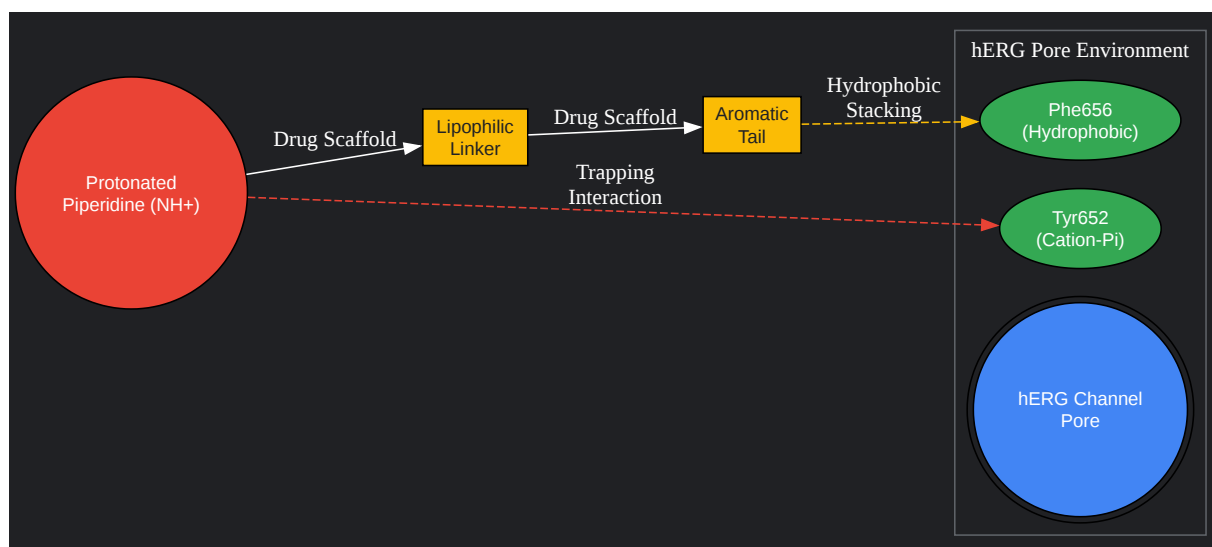 hERG Pore Environment
Hydrophobic
Stacking
Phe656
(Hydrophobic)
Aromatic
Tail
Drug Scaffold
Lipophilic
Linker
Drug Scaffold
Protonated
Piperidine (NH+)
Trapping
Interaction
Tyr652
(Cation-Pi)
hERG Channel
Pore